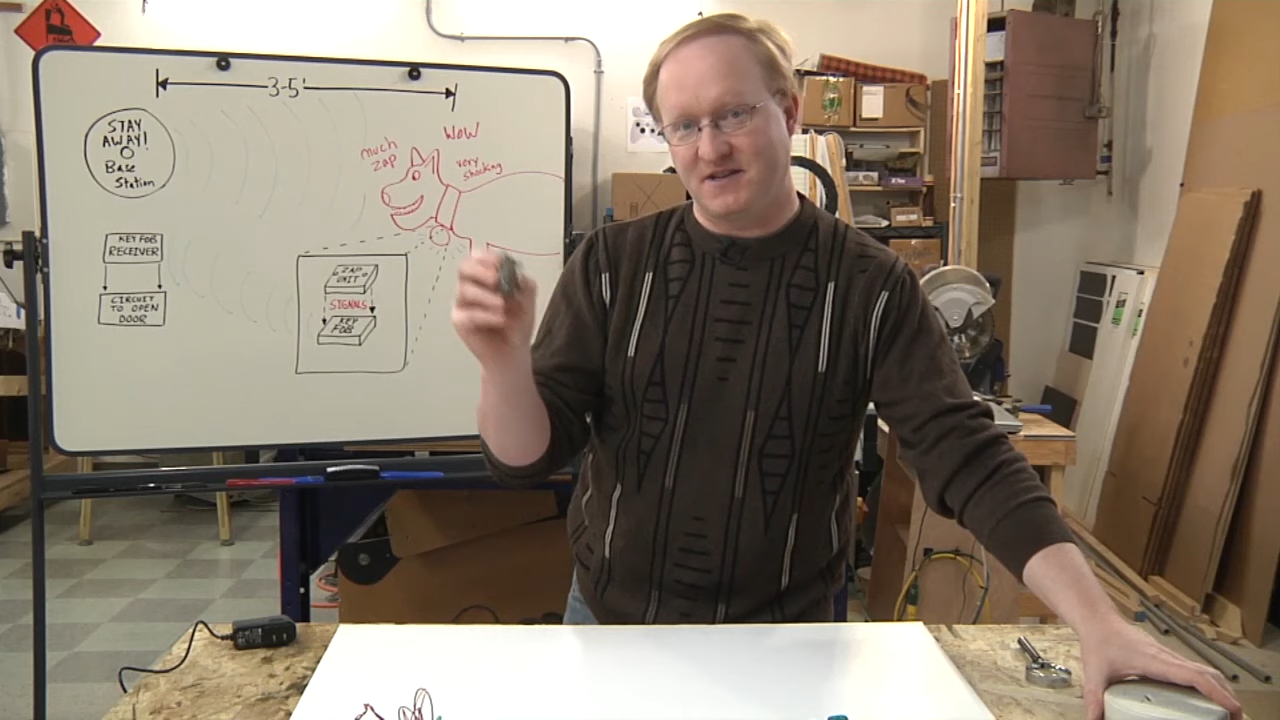 3-5'
STAY
AWAY!
Base
Station
much
zap
WOW
very
shocking
KEY FOB
RECEIVER
CIRCUIT
TO OPEN
DOOR
ZAP
UNIT
SIGNALS
KEY
FOB